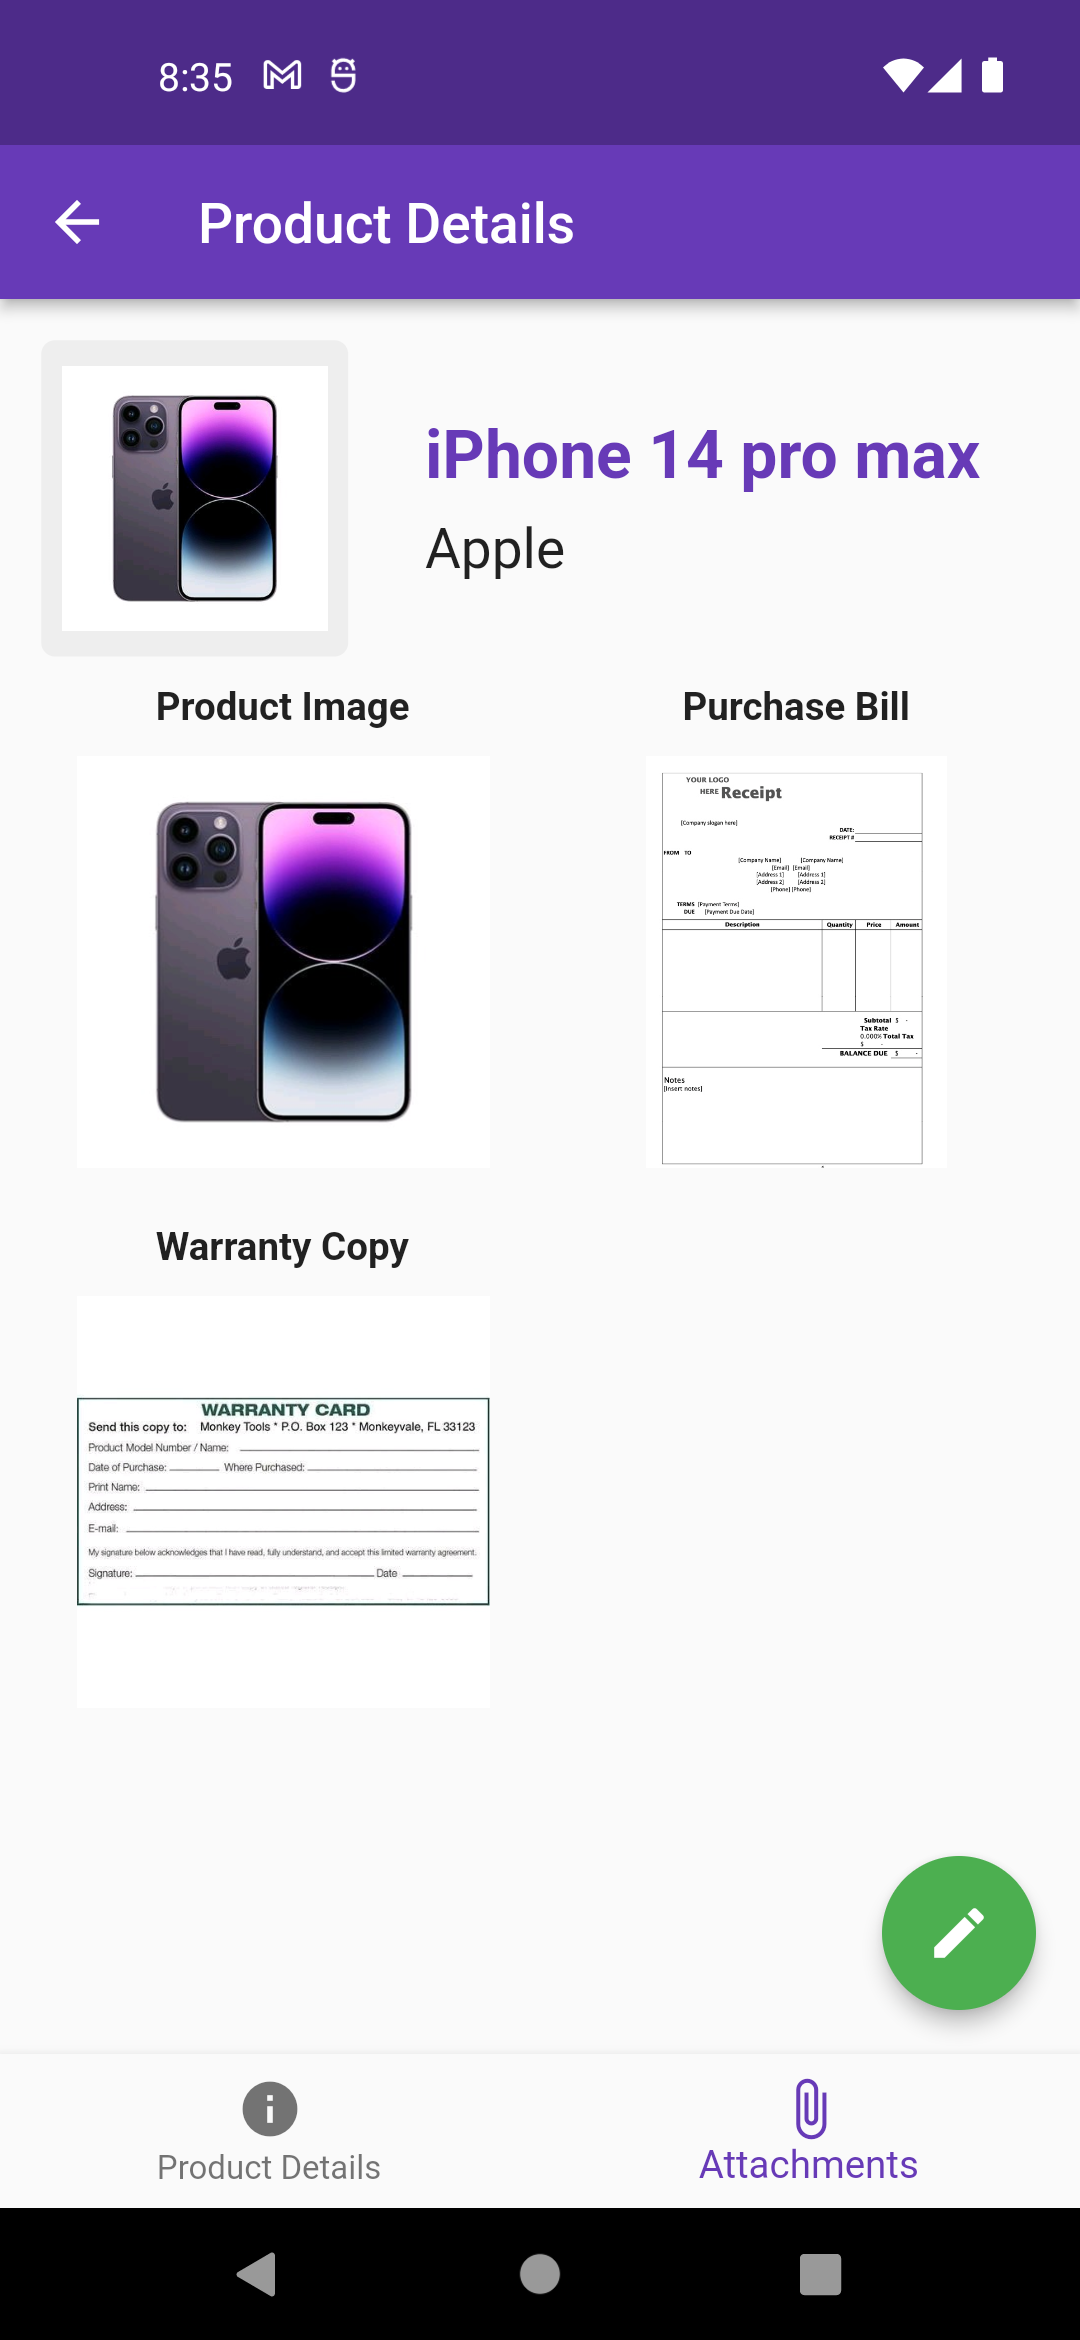 8:35
Product Details
iPhone 14 pro max
Apple
Product Image
Purchase Bill
YOUR LOGO
HERE Receipt
[Company slogan here]
DATE:
RECEIPT #
FROM TO
[Company Name] [Company Name]
[Email] [Email]
[Address 1] [Address 1]
[Address 2] [Address 2]
[Phone] [Phone]
TERMS [Payment Terms]
DUE [Payment Due Date]
Description Quantity Price Amount
Subtotal $ -
Tax Rate
0.000% Total Tax
$ -
BALANCE DUE $ -
Notes
[Insert notes]
Warranty Copy
WARRANTY CARD
Send this copy to: Monkey Tools * P.O. Box 123 * Monkeyvale, FL 33123
Product Model Number / Name:
Date of Purchase: Where Purchased:
Print Name:
Address:
E-mail:
My signature below acknowledges that I have read, fully understand, and accept this limited warranty agreement.
Signature: Date
Product Details
Attachments